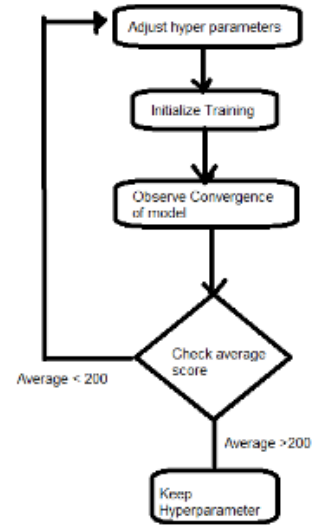 Adjust hyper parameters
Initialize Training
Observe Convergence
of model
Check average
score
Average < 200
Average >200
Keep
Hyperparameter